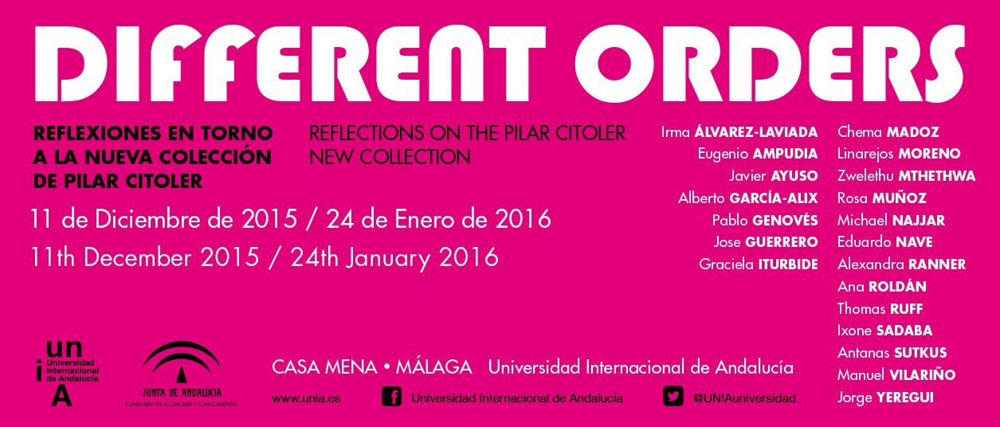 DIFFERENT ORDERS
REFLEXIONES EN TORNO
A LA NUEVA COLECCIÓN
DE PILAR CITOLER
REFLECTIONS ON THE PILAR CITOLER
NEW COLLECTION
11 de Diciembre de 2015 / 24 de Enero de 2016
11th December 2015 / 24th January 2016
Irma ÁLVAREZ-LAVIADA
Eugenio AMPUDIA
Javier AYUSO
Alberto GARCÍA-ALIX
Pablo GENOVÉS
Jose GUERRERO
Graciela ITURBIDE
Chema MADOZ
Linarejos MORENO
Zwelethu MTHETHWA
Rosa MUÑOZ
Michael NAJJAR
Eduardo NAVE
Alexandra RANNER
Ana ROLDÁN
Thomas RUFF
Ixone SADABA
Antanas SUTKUS
Manuel VILARIÑO
Jorge YEREGUI
un
i
A
Universidad
Internacional
de Andalucía
JUNTA DE ANDALUCIA
CONSEJERÍA DE ECONOMÍA Y CONOCIMIENTO
CASA MENA • MÁLAGA Universidad Internacional de Andalucía
www.unia.es Universidad Internacional de Andalucía @UNIAuniversidad